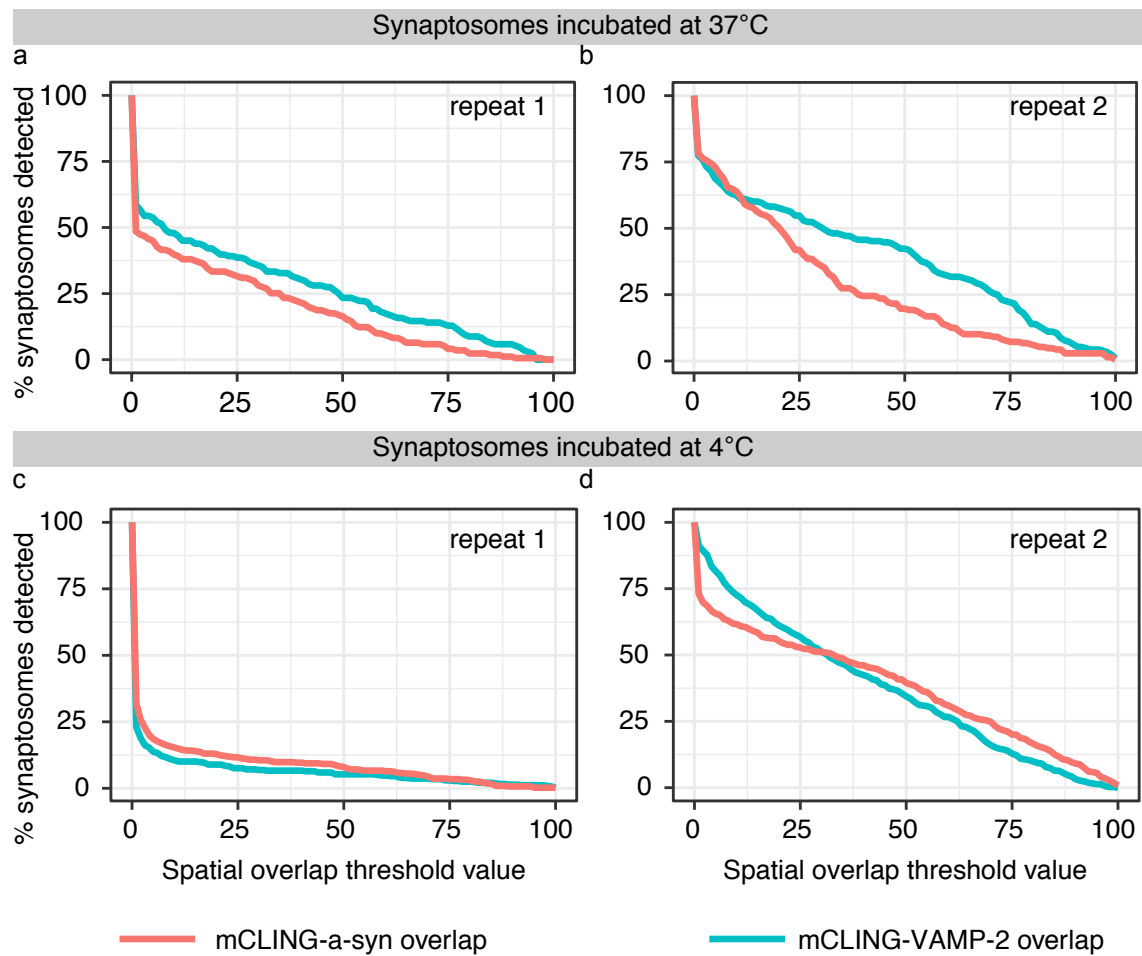 Synaptosomes incubated at 37°C
a
b
% synaptosomes detected
100
75
50
25
0
repeat 1
0 25 50 75 100
100
75
50
25
0
repeat 2
0 25 50 75 100
Synaptosomes incubated at 4°C
c
d
% synaptosomes detected
100
75
50
25
0
repeat 1
0 25 50 75 100
Spatial overlap threshold value
100
75
50
25
0
repeat 2
0 25 50 75 100
Spatial overlap threshold value
mCLING-a-syn overlap
mCLING-VAMP-2 overlap